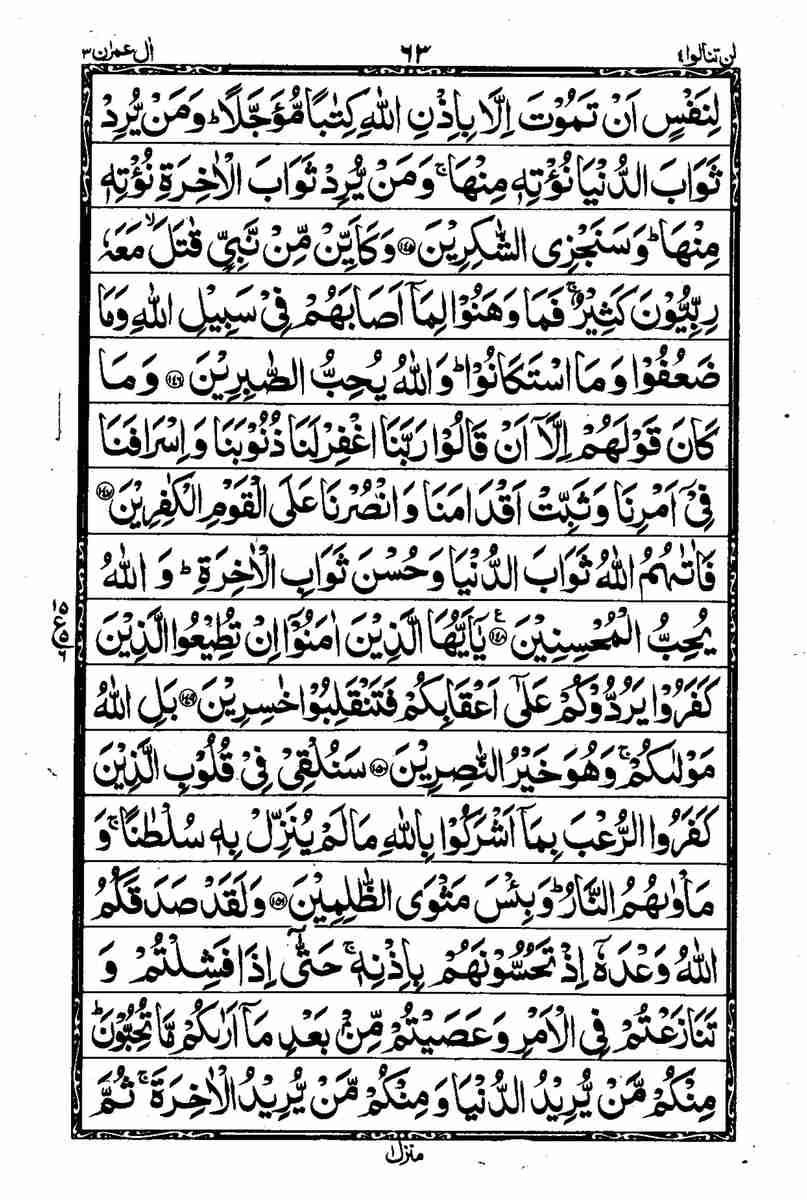 لن تنالوا ٤ ٦٣ اٰل عمرٰن ٣
لِنَفْسٍ اَنْ تَمُوْتَ اِلَّا بِاِذْنِ اللّٰهِ كِتٰبًا مُّؤَجَّلًا ؕ وَمَنْ يُّرِدْ
ثَوَابَ الدُّنْيَا نُؤْتِهٖ مِنْهَا ۚ وَمَنْ يُّرِدْ ثَوَابَ الْاٰخِرَةِ نُؤْتِهٖ
مِنْهَا ؕ وَسَنَجْزِى الشّٰكِرِيْنَ ﴿۱۴۵﴾ وَكَاَيِّنْ مِّنْ نَّبِيٍّ قٰتَلَ ۙ مَعَهٗ
رِبِّيُّوْنَ كَثِيْرٌ ۚ فَمَا وَهَنُوْا لِمَاۤ اَصَابَهُمْ فِيْ سَبِيْلِ اللّٰهِ وَمَا
ضَعُفُوْا وَمَا اسْتَكَانُوْا ؕ وَاللّٰهُ يُحِبُّ الصّٰبِرِيْنَ ﴿۱۴۶﴾ وَمَا
كَانَ قَوْلَهُمْ اِلَّاۤ اَنْ قَالُوْا رَبَّنَا اغْفِرْ لَنَا ذُنُوْبَنَا وَاِسْرَافَنَا
فِيْۤ اَمْرِنَا وَثَبِّتْ اَقْدَامَنَا وَانْصُرْنَا عَلَى الْقَوْمِ الْكٰفِرِيْنَ ﴿۱۴۷﴾
فَاٰتٰىهُمُ اللّٰهُ ثَوَابَ الدُّنْيَا وَحُسْنَ ثَوَابِ الْاٰخِرَةِ ؕ وَاللّٰهُ
يُحِبُّ الْمُحْسِنِيْنَ ﴿۱۴۸﴾ ع يٰۤاَيُّهَا الَّذِيْنَ اٰمَنُوْۤا اِنْ تُطِيْعُوا الَّذِيْنَ
كَفَرُوْا يَرُدُّوْكُمْ عَلٰۤى اَعْقَابِكُمْ فَتَنْقَلِبُوْا خٰسِرِيْنَ ﴿۱۴۹﴾ بَلِ اللّٰهُ
مَوْلٰىكُمْ ۚ وَهُوَ خَيْرُ النّٰصِرِيْنَ ﴿۱۵۰﴾ سَنُلْقِيْ فِيْ قُلُوْبِ الَّذِيْنَ
كَفَرُوا الرُّعْبَ بِمَاۤ اَشْرَكُوْا بِاللّٰهِ مَا لَمْ يُنَزِّلْ بِهٖ سُلْطٰنًا ۚ وَ
مَاْوٰىهُمُ النَّارُ ؕ وَبِئْسَ مَثْوَى الظّٰلِمِيْنَ ﴿۱۵۱﴾ وَلَقَدْ صَدَقَكُمُ
اللّٰهُ وَعْدَهٗۤ اِذْ تَحُسُّوْنَهُمْ بِاِذْنِهٖ ۚ حَتّٰۤى اِذَا فَشِلْتُمْ وَ
تَنَازَعْتُمْ فِى الْاَمْرِ وَعَصَيْتُمْ مِّنْۢ بَعْدِ مَاۤ اَرٰىكُمْ مَّا تُحِبُّوْنَ ؕ
مِنْكُمْ مَّنْ يُّرِيْدُ الدُّنْيَا وَمِنْكُمْ مَّنْ يُّرِيْدُ الْاٰخِرَةَ ۚ ثُمَّ
منزل ١